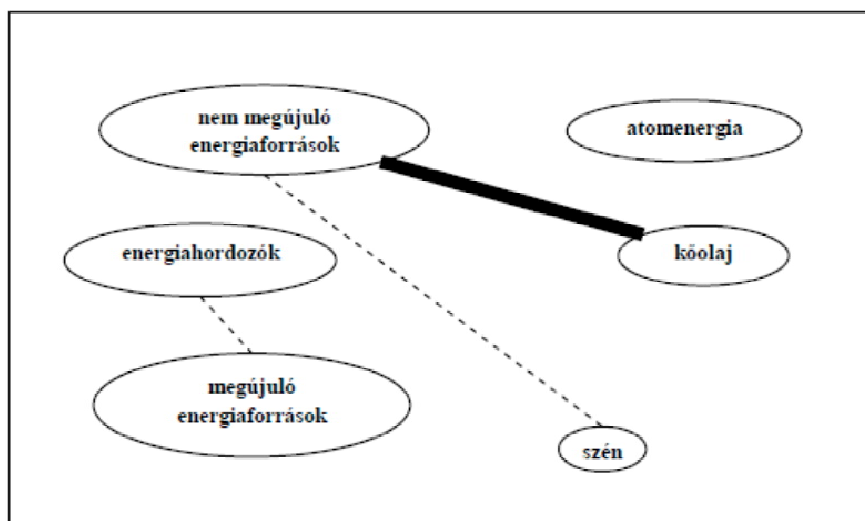 nem megújuló
energiaforrások
atomenergia
energiahordozók
kőolaj
megújuló
energiaforrások
szén